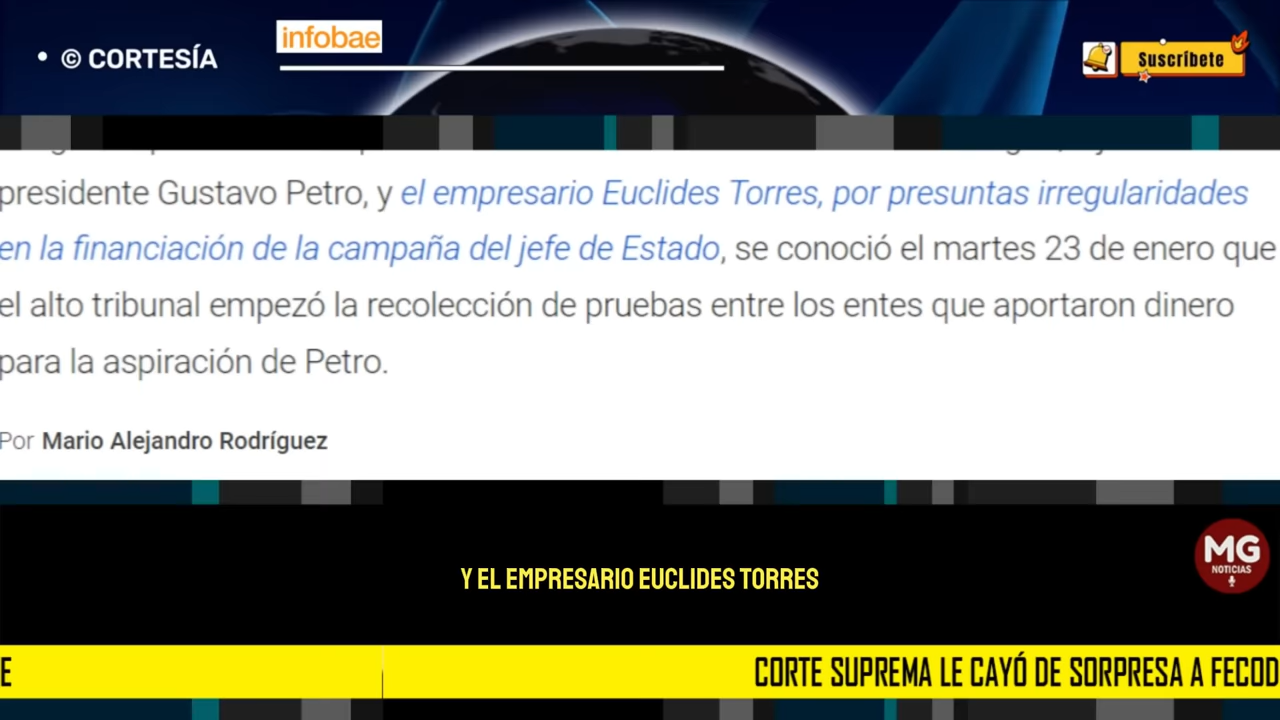 • © CORTESÍA
infobae
Suscríbete
presidente Gustavo Petro, y el empresario Euclides Torres, por presuntas irregularidades
en la financiación de la campaña del jefe de Estado, se conoció el martes 23 de enero que
el alto tribunal empezó la recolección de pruebas entre los entes que aportaron dinero
para la aspiración de Petro.
Por Mario Alejandro Rodríguez
MG
NOTICIAS
Y EL EMPRESARIO EUCLIDES TORRES
E
CORTE SUPREMA LE CAYÓ DE SORPRESA A FECOD